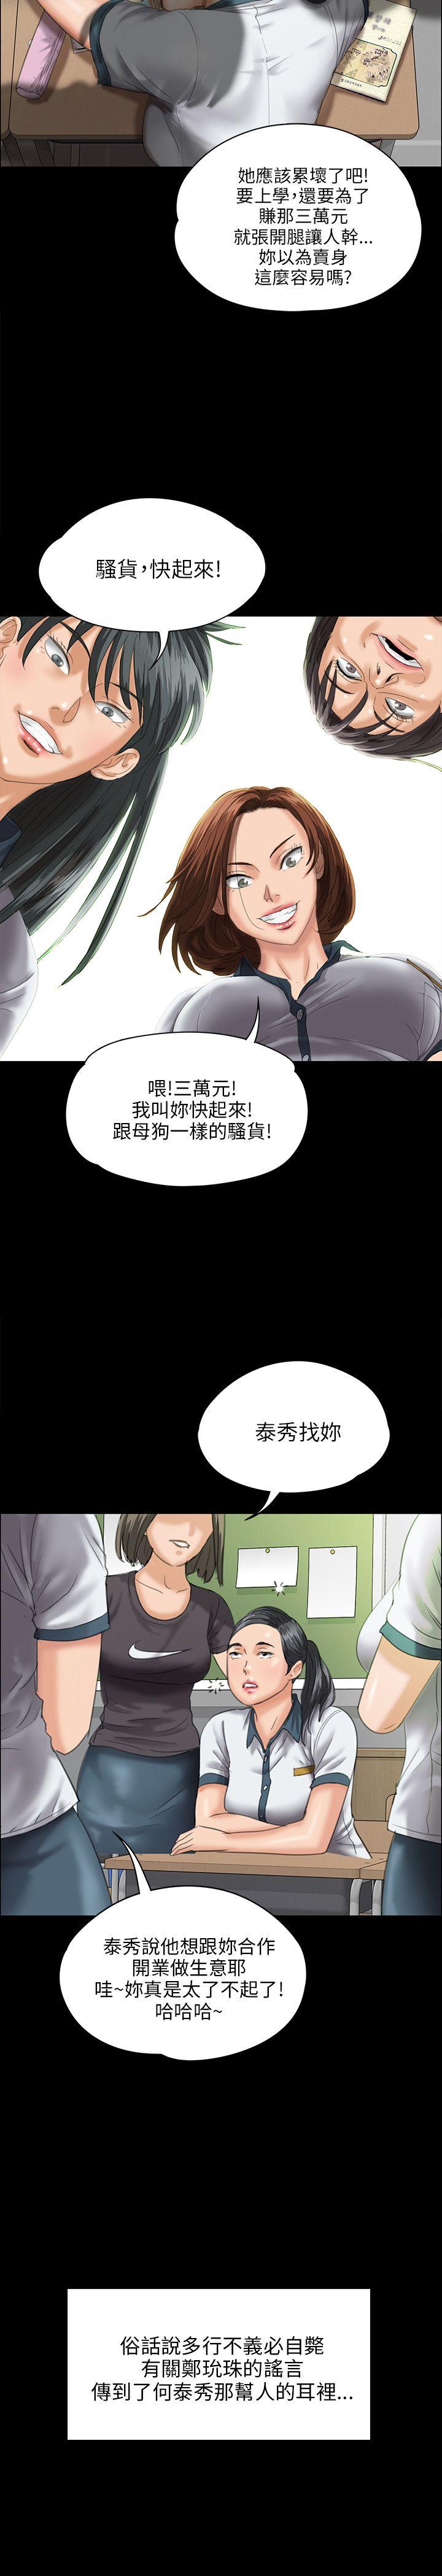 她應該累壞了吧!
要上學,還要為了
賺那三萬元
就張開腿讓人幹...
妳以為賣身
這麼容易嗎?
騷貨,快起來!
喂!三萬元!
我叫妳快起來!
跟母狗一樣的騷貨!
泰秀找妳
泰秀說他想跟妳合作
開業做生意耶
哇~妳真是太了不起了!
哈哈哈~
俗話說多行不義必自斃
有關鄭玧珠的謠言
傳到了何泰秀那幫人的耳裡...